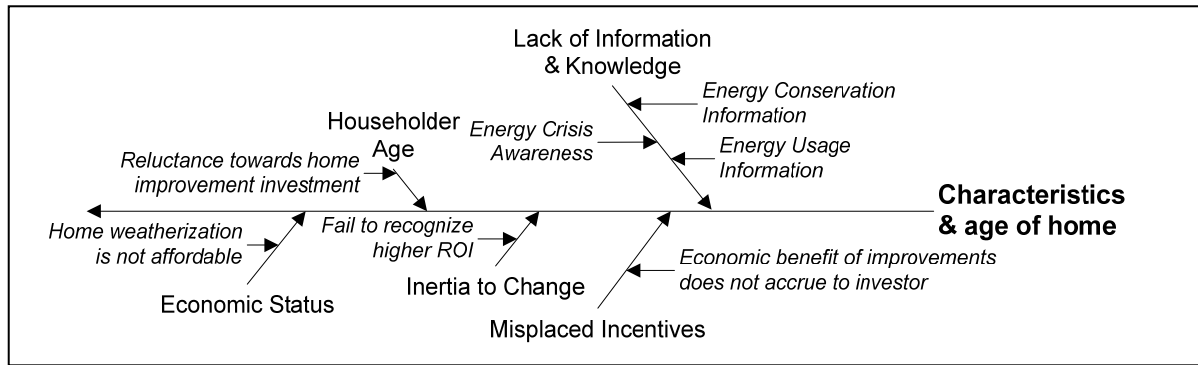 Lack of Information
& Knowledge
Energy Conservation
Information
Energy Crisis
Awareness
Energy Usage
Information
Householder
Age
Reluctance towards home
improvement investment
Characteristics
& age of home
Home weatherization
is not affordable
Fail to recognize
higher ROI
Economic benefit of improvements
does not accrue to investor
Economic Status
Inertia to Change
Misplaced Incentives